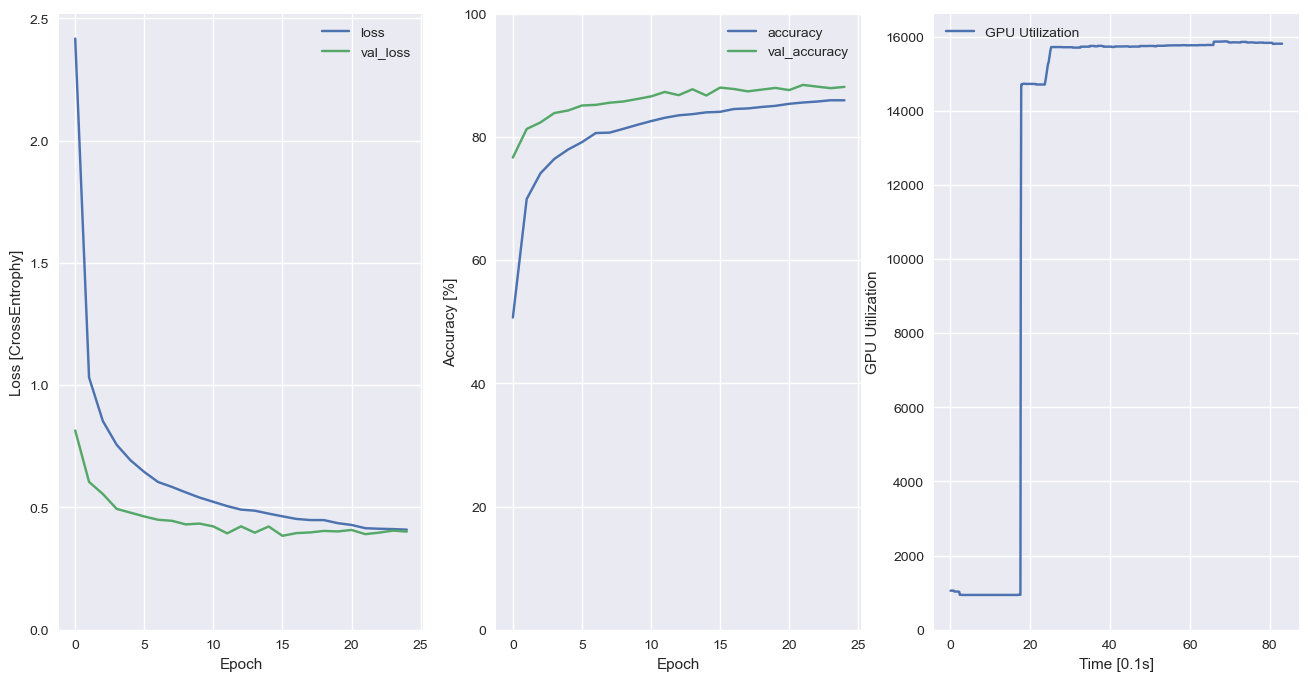 Loss [CrossEntrophy]
2.5
2.0
1.5
1.0
0.5
0.0
0 5 10 15 20 25
Epoch
loss
val_loss
Accuracy [%]
100
80
60
40
20
0
0 5 10 15 20 25
Epoch
accuracy
val_accuracy
GPU Utilization
16000
14000
12000
10000
8000
6000
4000
2000
0
0 20 40 60 80
Time [0.1s]
GPU Utilization